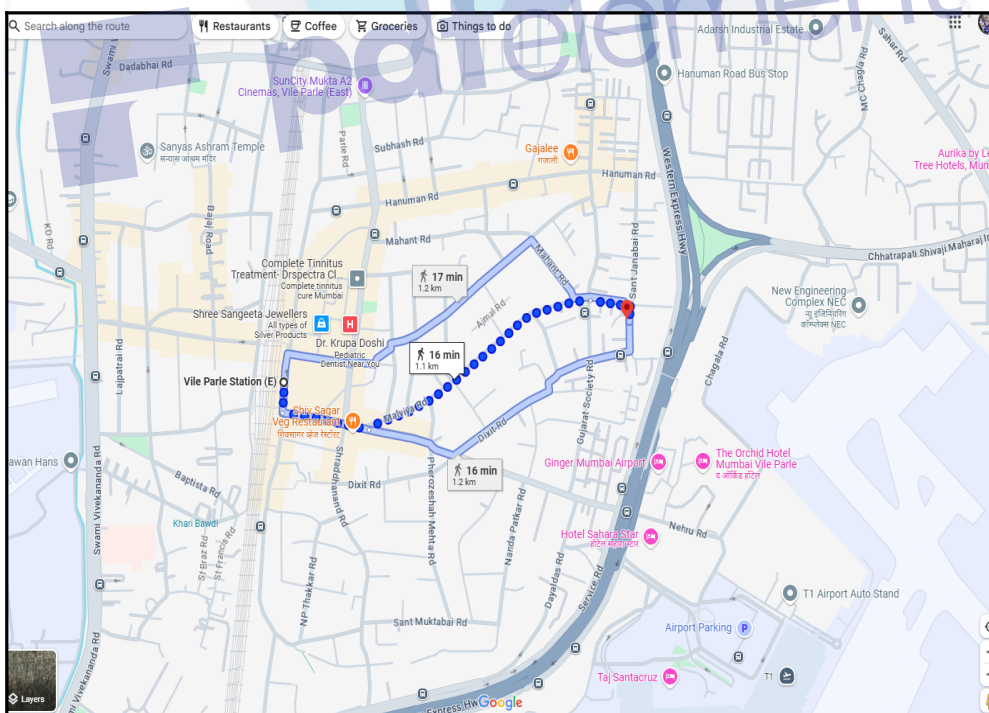 Search along the route
Restaurants
Coffee
Groceries
Things to do
Adarsh Industrial Estate
Dadabhai Rd
SunCity Mukta A2
Cinemas, Vile Parle (East)
Hanuman Road Bus Stop
MC Chagla Rd
Sahar Rd
Parle Rd
Subhash Rd
Sanyas Ashram Temple
सन्यास आश्रम मंदिर
Gajalee
गजाली
Western Express Hwy
Aurika by Le
Tree Hotels, Mum
Hanuman Rd
Hanuman Rd
Bajaj Road
KD Rd
Mahant Rd
Mahant Rd
Sant Janabai Rd
Chhatrapati Shivaji Maharaj In
Complete Tinnitus
Treatment- Drspectra Cl...
Complete tinnitus
cure Mumbai
17 min
1.2 km
New Engineering
Complex NEC
न्यू इंजिनियरिंग
कॉम्प्लेक्स NEC
Shree Sangeeta Jewellers
All types of
Silver Products
Ajmal Rd
Dr. Krupa Doshi
Pediatric
Dentist Near You
16 min
1.1 km
Lajpatrai Rd
Chagala Rd
Vile Parle Station (E)
Gujarat Society Rd
Shiv Sagar
Veg Restaurant
शिवसागर व्हेज रेस्टॉरंट
Malviya Rd
Dixit Rd
awan Hans
Ginger Mumbai Airport
The Orchid Hotel
Mumbai Vile Parle
द ऑर्किड हॉटेल
16 min
1.2 km
Baptista Rd
Dixit Rd
Shraddhanand Rd
Pherozeshah Mehta Rd
Nanda Patkar Rd
Khari Bawdi
Nehru Rd
Hotel Sahara Star
हॉटेल सहारा स्टार
Swami Vivekananda Rd
St Braz Rd
St Francis Rd
NP Thakkar Rd
Dayaldas Rd
Service Rd
T1 Airport Auto Stand
Sant Muktabai Rd
Airport Parking
P
Swami Vivekananda Rd
Taj Santacruz
T1
Layers
Express Hw
Google